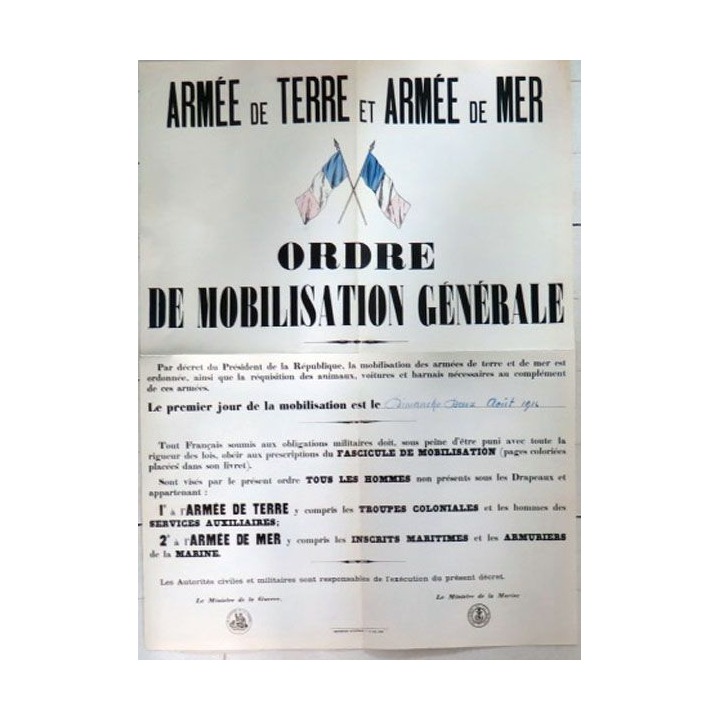 ARMÉE DE TERRE ET ARMÉE DE MER
ORDRE
DE MOBILISATION GÉNÉRALE
Par décret du Président de la République, la mobilisation des armées de terre et de mer est
ordonnée, ainsi que la réquisition des animaux, voitures et harnais nécessaires au complément
de ces armées.
Le premier jour de la mobilisation est le Dimanche Deux Août 1914
Tout Français soumis aux obligations militaires doit, sous peine d'être puni avec toute la
rigueur des lois, obéir aux prescriptions du FASCICULE DE MOBILISATION (pages coloriées
placées dans son livret).
Sont visés par le présent ordre TOUS LES HOMMES non présents sous les Drapeaux et
appartenant :
1° à l'ARMÉE DE TERRE y compris les TROUPES COLONIALES et les hommes des
SERVICES AUXILIAIRES;
2° à l'ARMÉE DE MER y compris les INSCRITS MARITIMES et les ARMURIERS
de la MARINE.
Les Autorités civiles et militaires sont responsables de l'exécution du présent décret.
Le Ministre de la Guerre, Le Ministre de la Marine